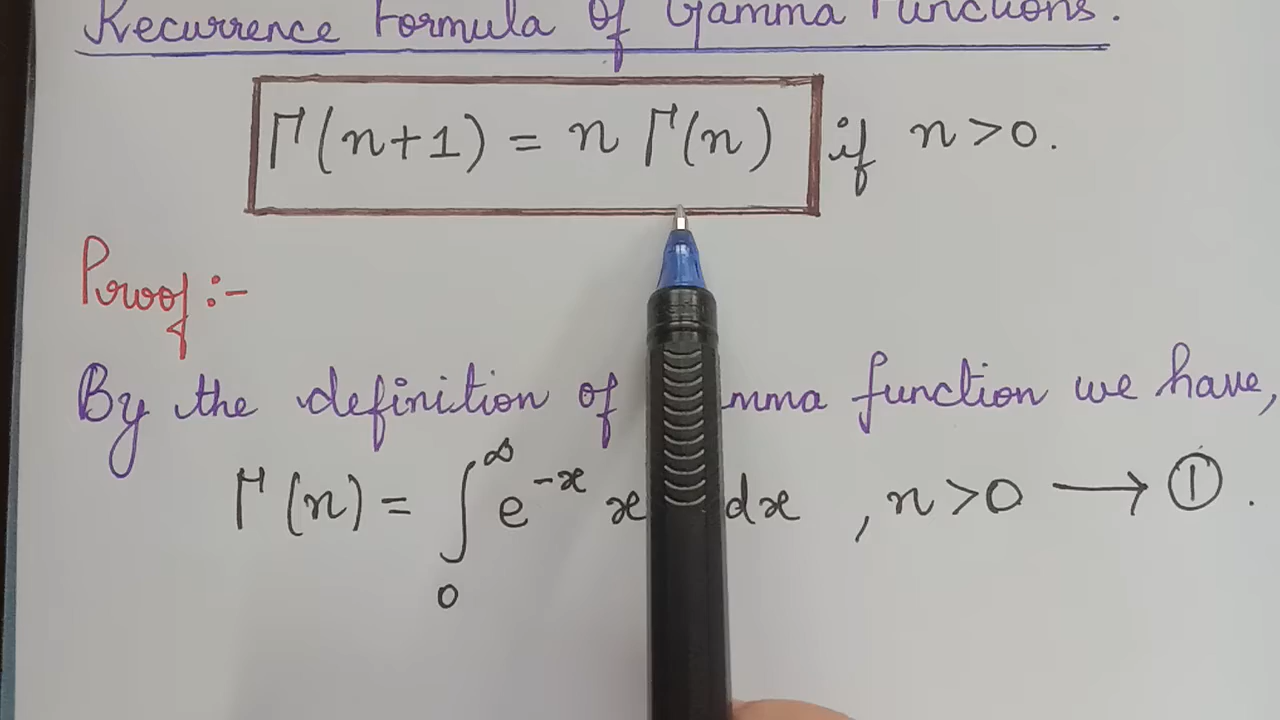 Recurrence Formula Of Gamma Functions.
Γ(n+1) = n Γ(n) if n>0.
Proof :-
By the definition of mma function we have,
Γ(n) = ∫₀^∞ e^{-x} x dx , n>0 → ①.